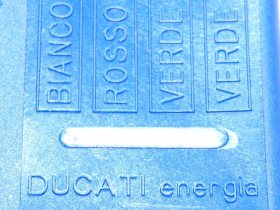 BIANCO
ROSSO
VERDE
VERDE
DUCATI energia